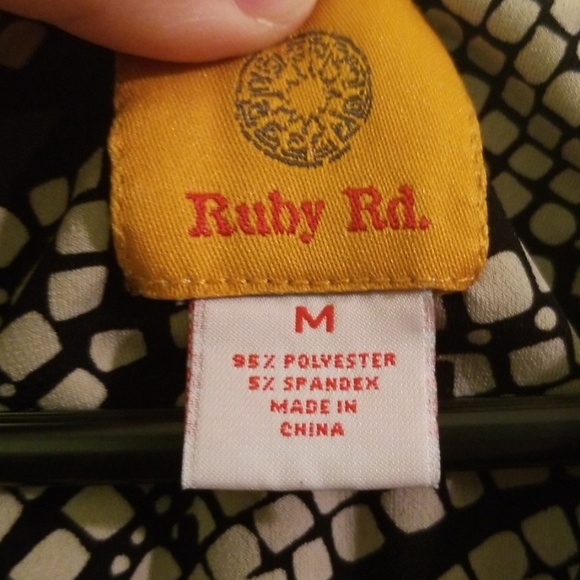 Ruby Rd.
M
95% POLYESTER
5% SPANDEX
MADE IN
CHINA